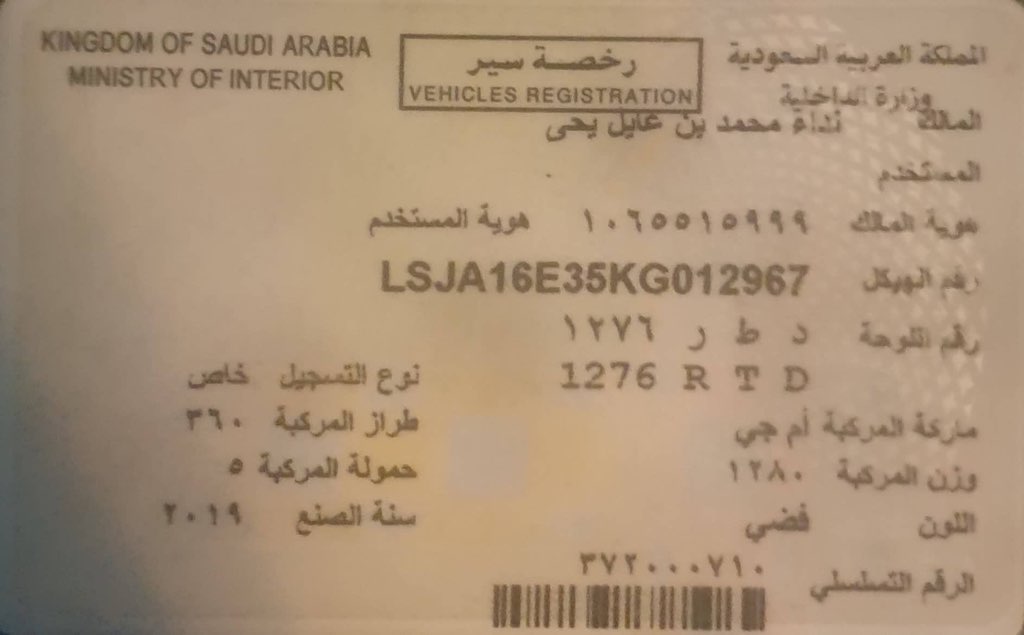 KINGDOM OF SAUDI ARABIA
MINISTRY OF INTERIOR
رخصة سير
VEHICLES REGISTRATION
المملكة العربية السعودية
وزارة الداخلية
المالك نداء محمد بن عايل يحى
المستخدم
هوية المالك ١٠٦٥٥١٥٩٩٩ هوية المستخدم
رقم الهيكل LSJA16E35KG012967
رقم اللوحة د ط ر ١٢٧٦
1276 R T D
نوع التسجيل خاص
ماركة المركبة أم جي طراز المركبة ٣٦٠
وزن المركبة ١٢٨٠ حمولة المركبة ٥
اللون فضي سنة الصنع ٢٠١٩
الرقم التسلسلي ٣٧٢٠٠٠٧١٠